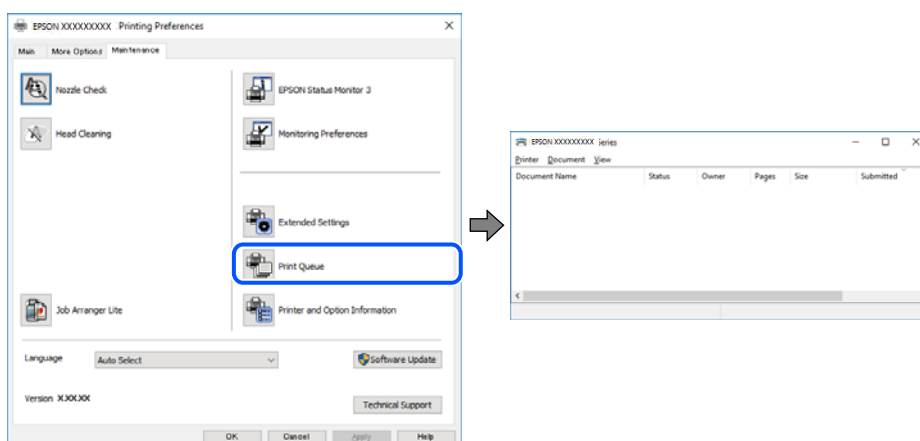 EPSON XXXXXXXXX Printing Preferences
Main More Options Maintenance
Nozzle Check
EPSON Status Monitor 3
Head Cleaning
Monitoring Preferences
Extended Settings
Print Queue
Job Arranger Lite
Printer and Option Information
Language
Auto Select
Software Update
Version X.XX.XX
Technical Support
OK Cancel Apply Help
EPSON XXXXXXXXX
Printer Document View
Document Name Status Owner Pages Size Submitted